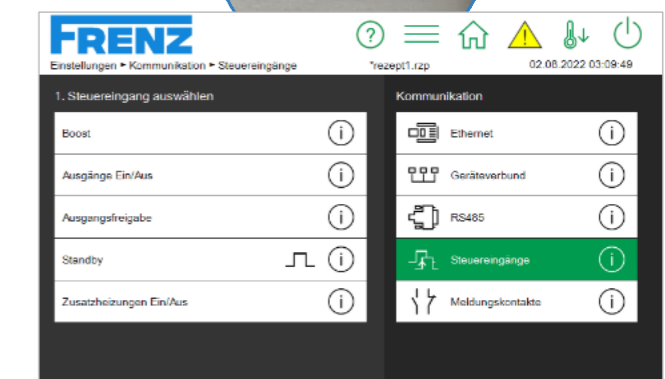 FRENZ
Einstellungen ► Kommunikation ► Steuereingänge
*rezept1.rzp
02.08.2022 03:09:49
1. Steuereingang auswählen
Boost
Ausgänge Ein/Aus
Ausgangsfreigabe
Standby
Zusatzheizungen Ein/Aus
Kommunikation
Ethernet
Geräteverbund
RS485
Steuereingänge
Meldungskontakte